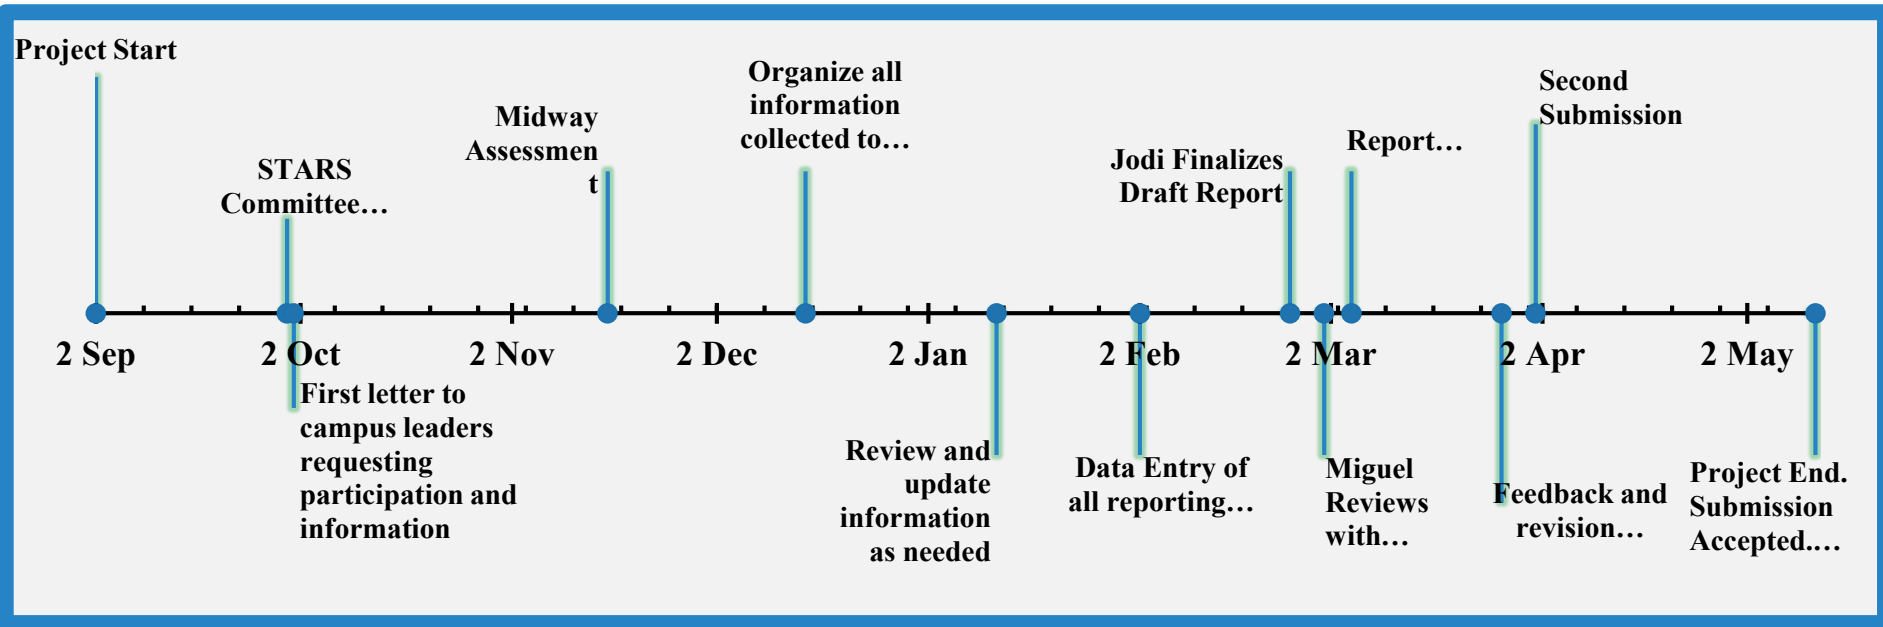 Project Start
STARS
Committee…
Midway
Assessmen
t
Organize all
information
collected to…
Jodi Finalizes
Draft Report
Report…
Second
Submission
2 Sep
2 Oct
2 Nov
2 Dec
2 Jan
2 Feb
2 Mar
2 Apr
2 May
First letter to
campus leaders
requesting
participation and
information
Review and
update
information
as needed
Data Entry of
all reporting…
Miguel
Reviews
with…
Feedback and
revision…
Project End.
Submission
Accepted.…